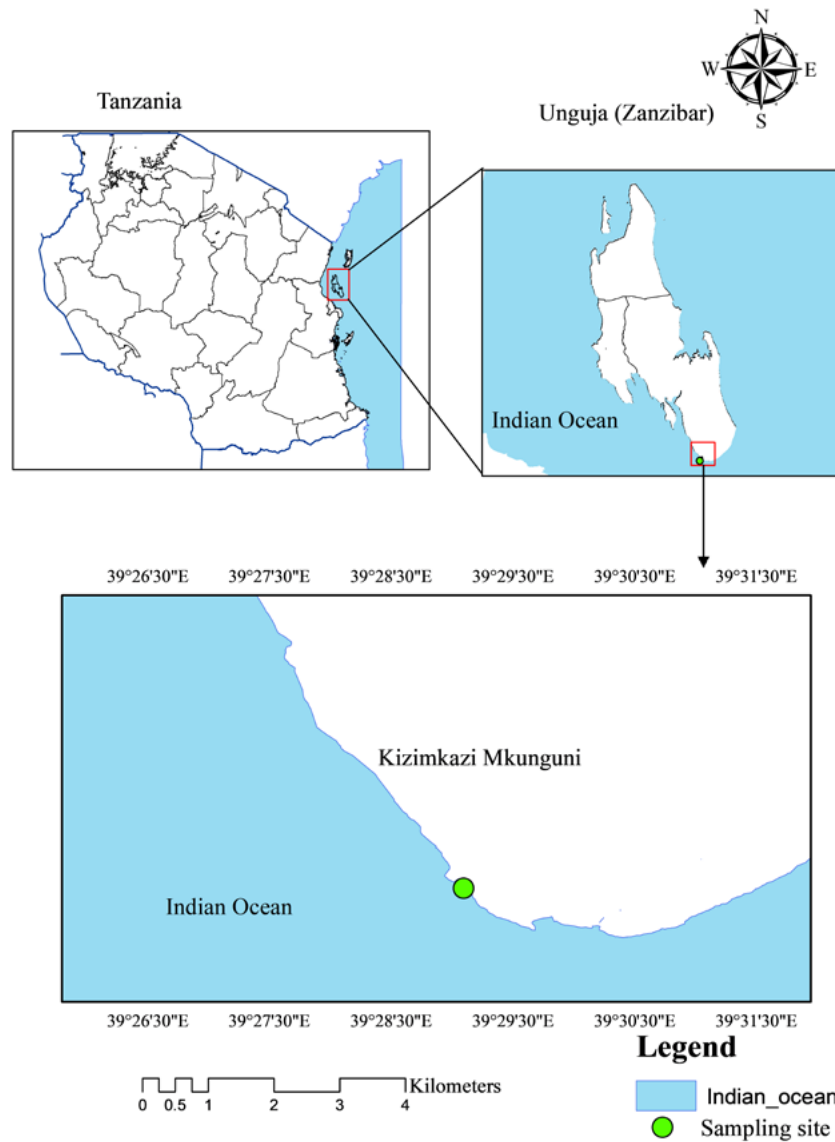 N
W E
S
Tanzania
Unguja (Zanzibar)
Indian Ocean
39°26'30"E 39°27'30"E 39°28'30"E 39°29'30"E 39°30'30"E 39°31'30"E
Kizimkazi Mkunguni
Indian Ocean
39°26'30"E 39°27'30"E 39°28'30"E 39°29'30"E 39°30'30"E 39°31'30"E
Legend
Kilometers
0 0.5 1 2 3 4
Indian_ocean
Sampling site